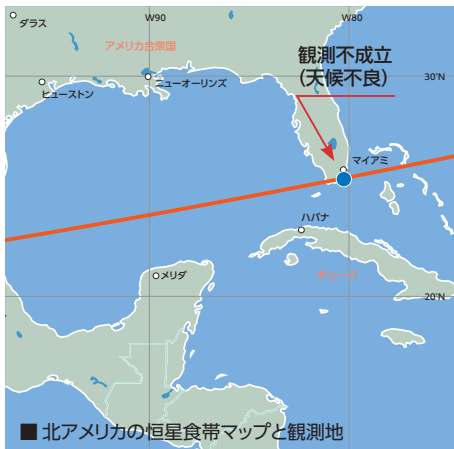 W90
W80
ダラス
アメリカ合衆国
観測不成立
(天候不良)
30゜N
ヒューストン
ニューオーリンズ
マイアミ
ハバナ
メリダ
キューバ
20゜N
■ 北アメリカの恒星食帯マップと観測地